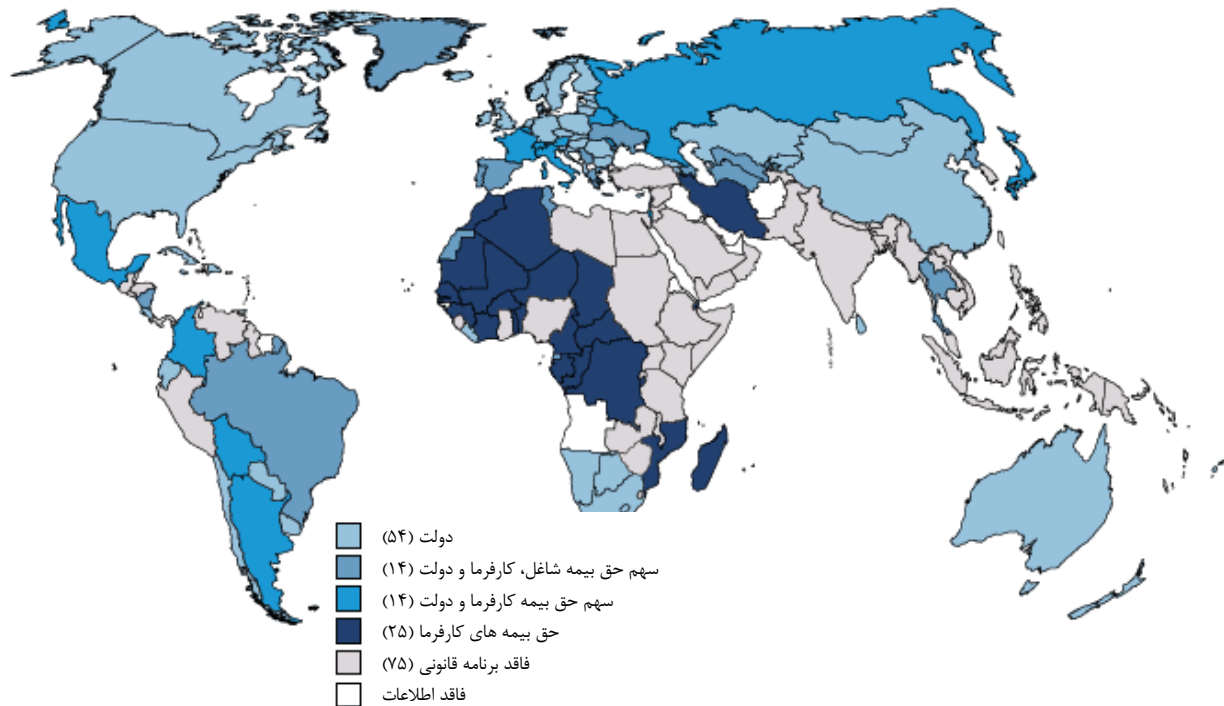 دولت (۵۴)
سهم حق بیمه شاغل، کارفرما و دولت (۱۴)
سهم حق بیمه کارفرما و دولت (۱۴)
حق بیمه های کارفرما (۲۵)
فاقد برنامه قانونی (۷۵)
فاقد اطلاعات